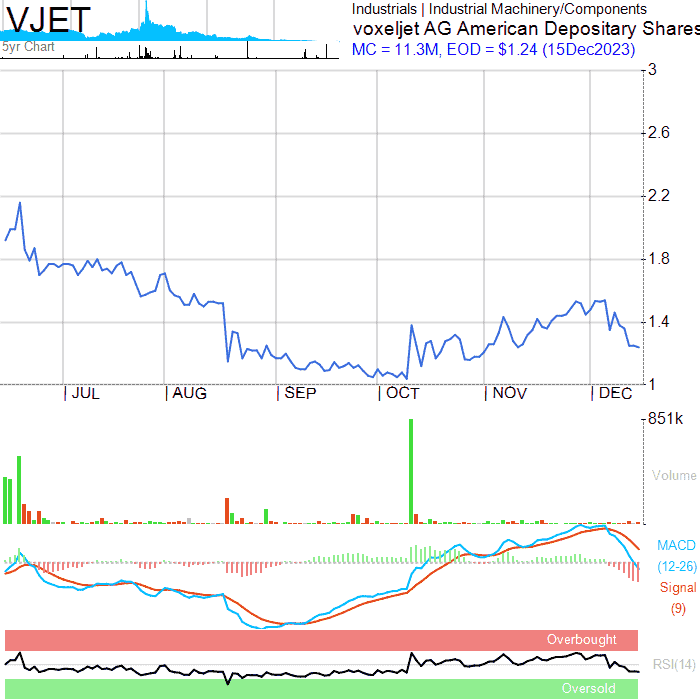 VJET
5yr Chart
Industrials | Industrial Machinery/Components
voxeljet AG American Depositary Shares
MC = 11.3M, EOD = $1.24 (15Dec2023)
3
2.6
2.2
1.8
1.4
1
JUL
AUG
SEP
OCT
NOV
DEC
851k
Volume
MACD
(12-26)
Signal
(9)
Overbought
RSI(14)
Oversold